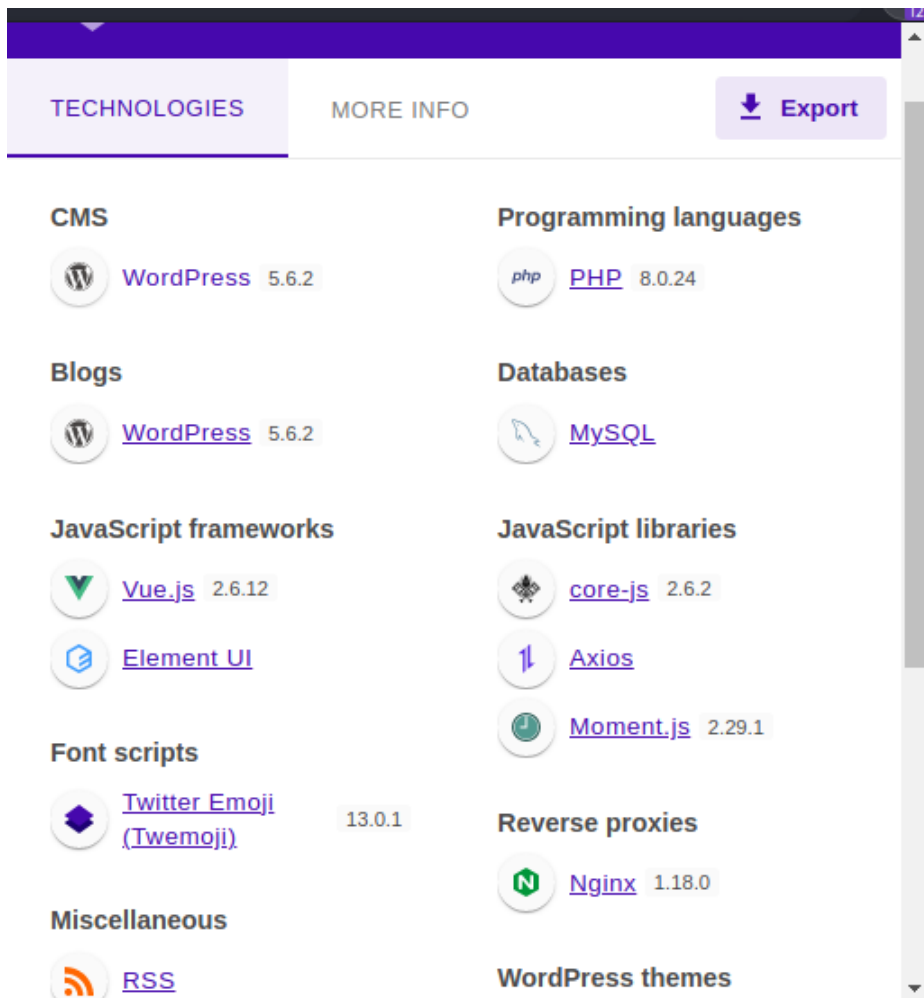 12
TECHNOLOGIES
MORE INFO
Export
CMS
WordPress 5.6.2
Blogs
WordPress 5.6.2
JavaScript frameworks
Vue.js 2.6.12
Element UI
Font scripts
Twitter Emoji
(Twemoji) 13.0.1
Miscellaneous
RSS
Programming languages
php PHP 8.0.24
Databases
MySQL
JavaScript libraries
core-js 2.6.2
Axios
Moment.js 2.29.1
Reverse proxies
Nginx 1.18.0
WordPress themes